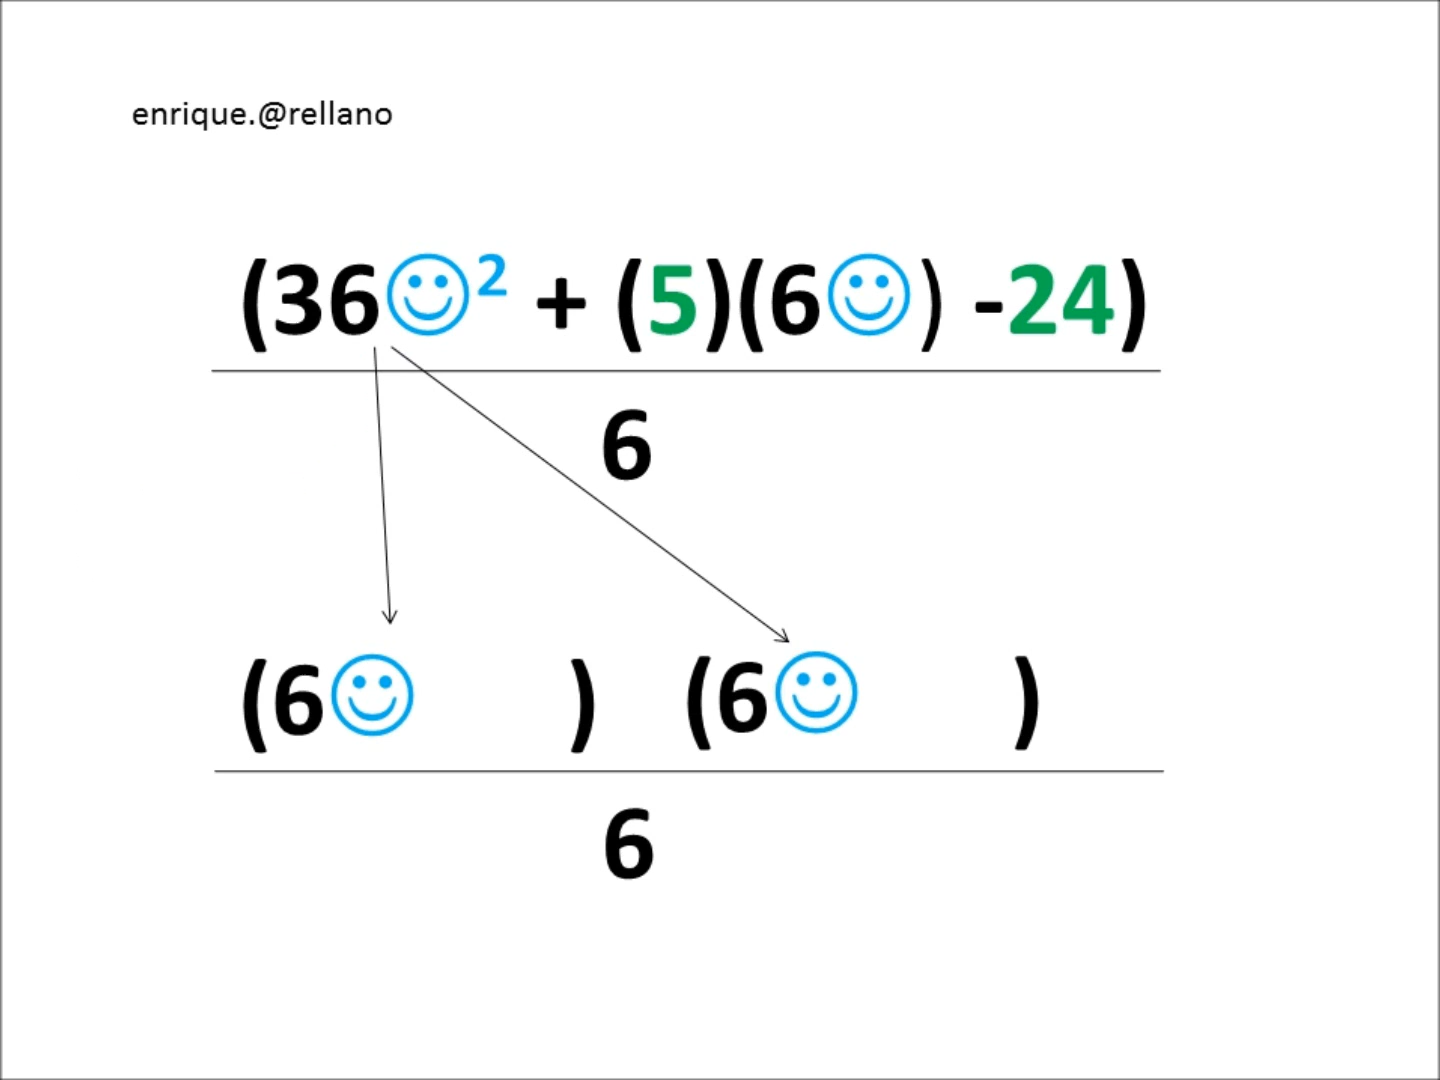 enrique.@rellano
(36☺² + (5)(6☺) -24)
6
(6☺ ) (6☺ )
6